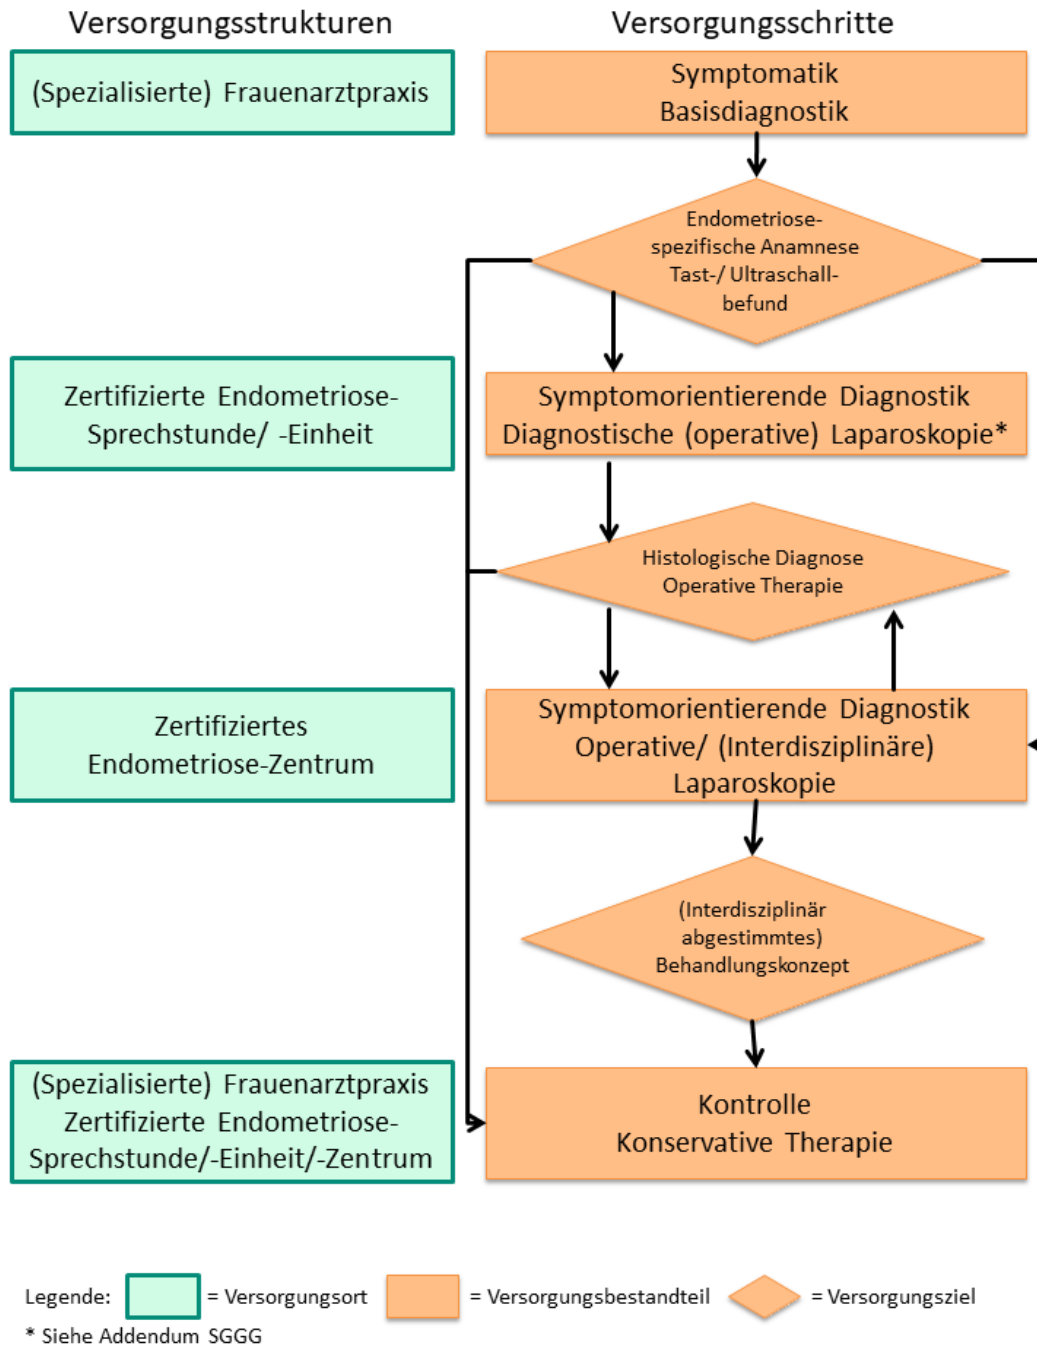 Versorgungsstrukturen
Versorgungsschritte
(Spezialisierte) Frauenarztpraxis
Symptomatik
Basisdiagnostik
Endometriose-
spezifische Anamnese
Tast-/ Ultraschall-
befund
Zertifizierte Endometriose-
Sprechstunde/ -Einheit
Symptomorientierende Diagnostik
Diagnostische (operative) Laparoskopie*
Histologische Diagnose
Operative Therapie
Zertifiziertes
Endometriose-Zentrum
Symptomorientierende Diagnostik
Operative/ (Interdisziplinäre)
Laparoskopie
(Interdisziplinär
abgestimmtes)
Behandlungskonzept
(Spezialisierte) Frauenarztpraxis
Zertifizierte Endometriose-
Sprechstunde/-Einheit/-Zentrum
Kontrolle
Konservative Therapie
Legende: = Versorgungsort = Versorgungsbestandteil = Versorgungsziel
* Siehe Addendum SGGG